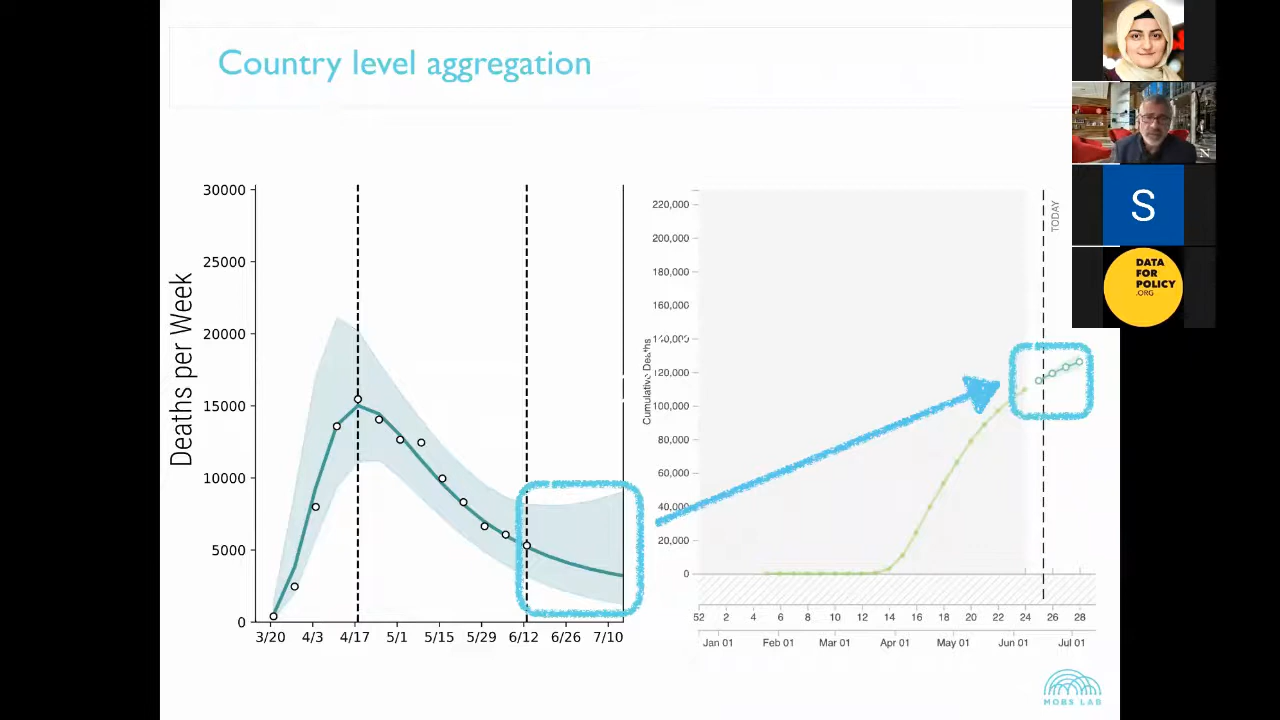 Country level aggregation
30000
25000
20000
15000
10000
5000
0
Deaths per Week
3/20 4/3 4/17 5/1 5/15 5/29 6/12 6/26 7/10
220,000
200,000
180,000
160,000
140,000
120,000
100,000
80,000
60,000
40,000
20,000
0
Cumulative Deaths
TODAY
52 2 4 6 8 10 12 14 16 18 20 22 24 26 28
Jan 01 Feb 01 Mar 01 Apr 01 May 01 Jun 01 Jul 01
MOBS LAB
N
S
DATA
FOR
POLICY
.ORG